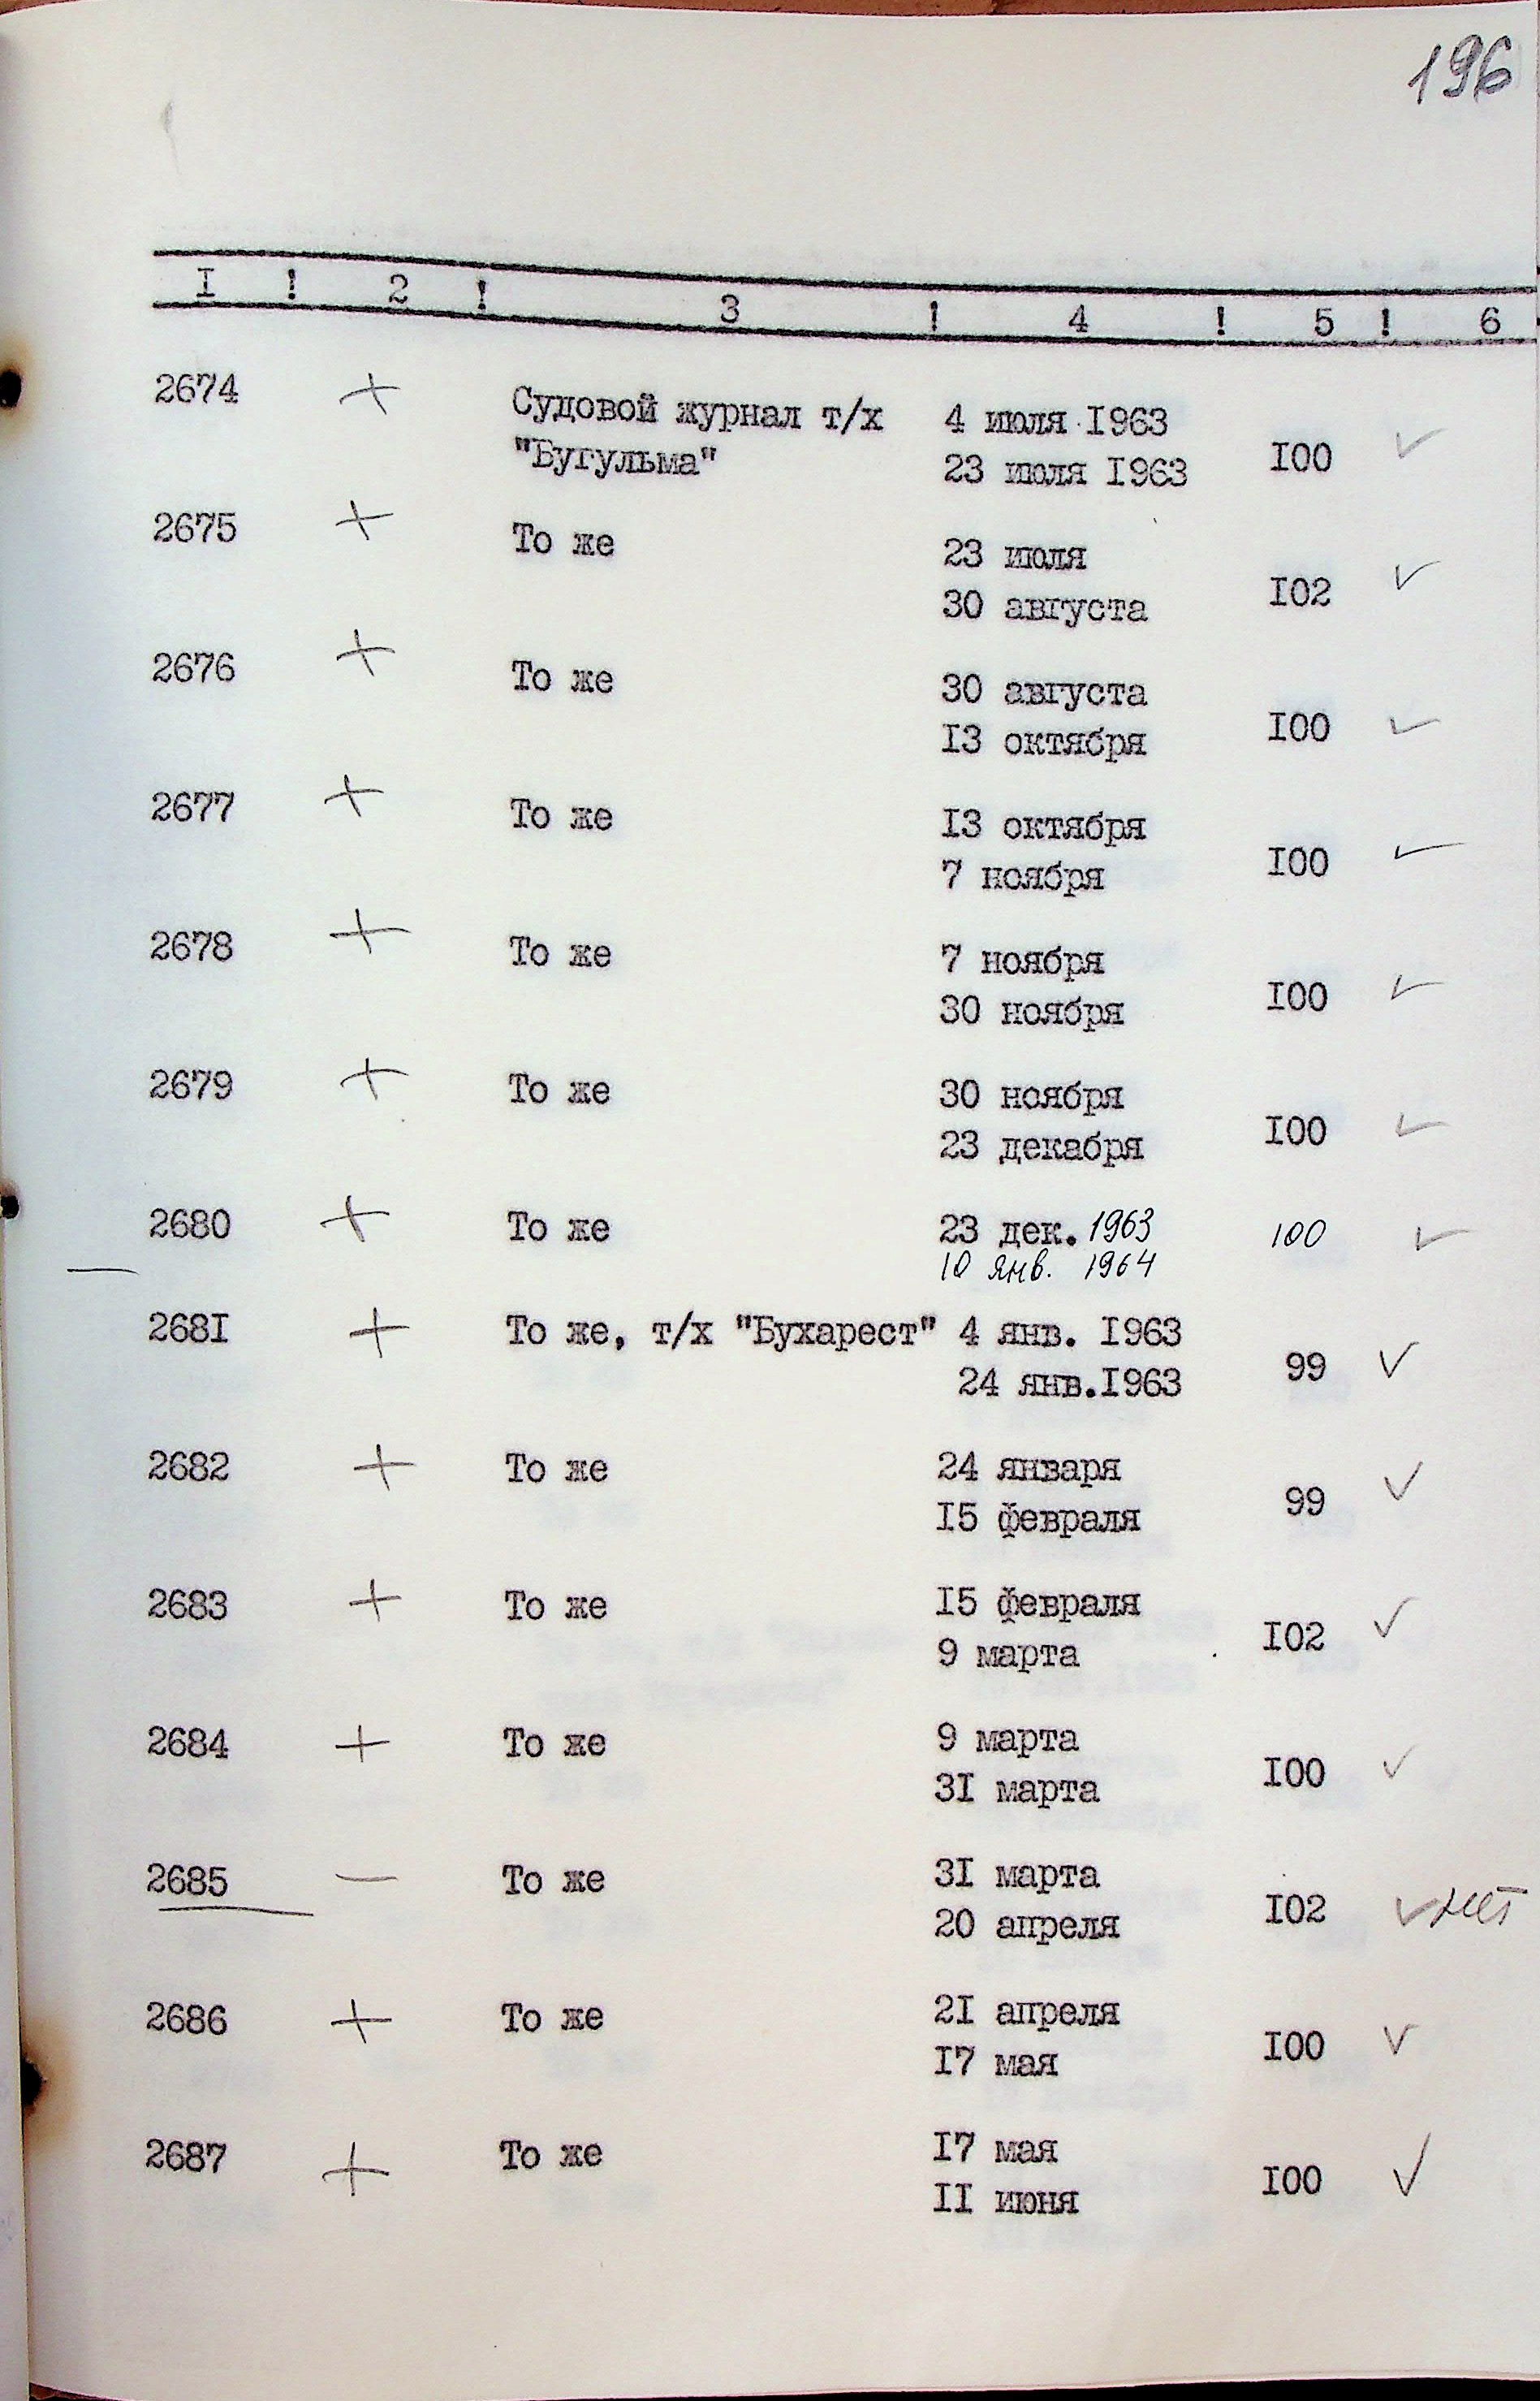 196
I ! 2 ! 3 ! 4 ! 5 ! 6
2674 + Судовой журнал т/х 4 июля I963
"Бугульма" 23 июля I963 I00 ✓
2675 + То же 23 июля
30 августа I02 ✓
2676 + То же 30 августа
I3 октября I00 ✓
2677 + То же I3 октября
7 ноября I00 ✓
2678 + То же 7 ноября
30 ноября I00 ✓
2679 + То же 30 ноября
23 декабря I00 ✓
2680 + То же 23 дек. 1963 100 ✓
10 янв. 1964
268I + То же, т/х "Бухарест" 4 янв. I963
24 янв.I963 99 ✓
2682 + То же 24 января
I5 февраля 99 ✓
2683 + То же I5 февраля
9 марта I02 ✓
2684 + То же 9 марта
3I марта I00 ✓
2685 — То же 3I марта
20 апреля I02 ✓ нет
2686 + То же 2I апреля
I7 мая I00 ✓
2687 + То же I7 мая
II июня I00 ✓